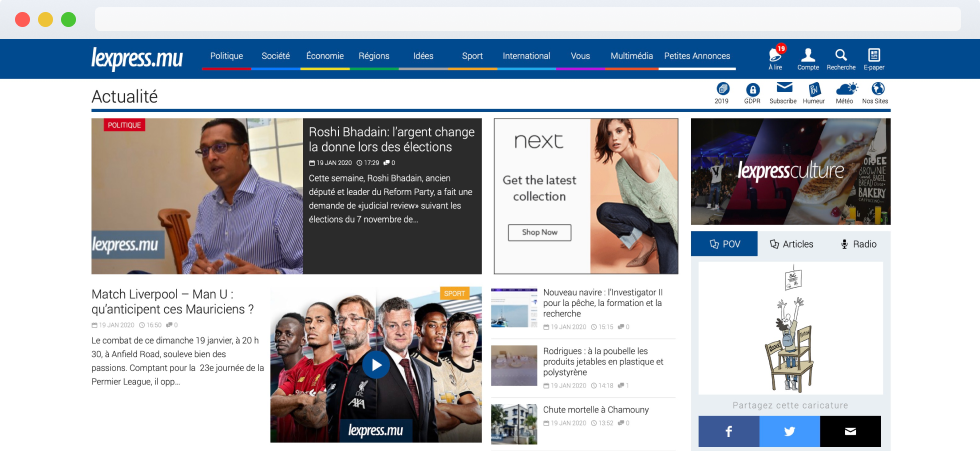 lexpress.mu
Politique
Société
Économie
Régions
Idées
Sport
International
Vous
Multimédia
Petites Annonces
19
À lire
Compte
Recherche
E-paper
Actualité
2019
GDPR
Subscribe
Humeur
Météo
Nos Sites
POLITIQUE
lexpress.mu
Roshi Bhadain: l'argent change
la donne lors des élections
19 JAN 2020 17:29 0
Cette semaine, Roshi Bhadain, ancien
député et leader du Reform Party, a fait une
demande de «judicial review» suivant les
élections du 7 novembre de...
next
Get the latest
collection
Shop Now
lexpressculture
COFFEE
BROWNIE
BAGEL
BREAD
BAKERY
POV
Articles
Radio
Match Liverpool – Man U :
qu'anticipent ces Mauriciens ?
19 JAN 2020 16:50 0
Le combat de ce dimanche 19 janvier, à 20 h
30, à Anfield Road, souleve bien des
passions. Comptant pour la 23e journée de la
Permier League, il opp...
SPORT
AXA
lexpress.mu
Nouveau navire : l'Investigator II
pour la pêche, la formation et la
recherche
19 JAN 2020 15:15 0
Rodrigues : à la poubelle les
produits jetables en plastique et
polystyrène
19 JAN 2020 14:18 1
Chute mortelle à Chamouny
19 JAN 2020 13:52 0
Partagez cette caricature